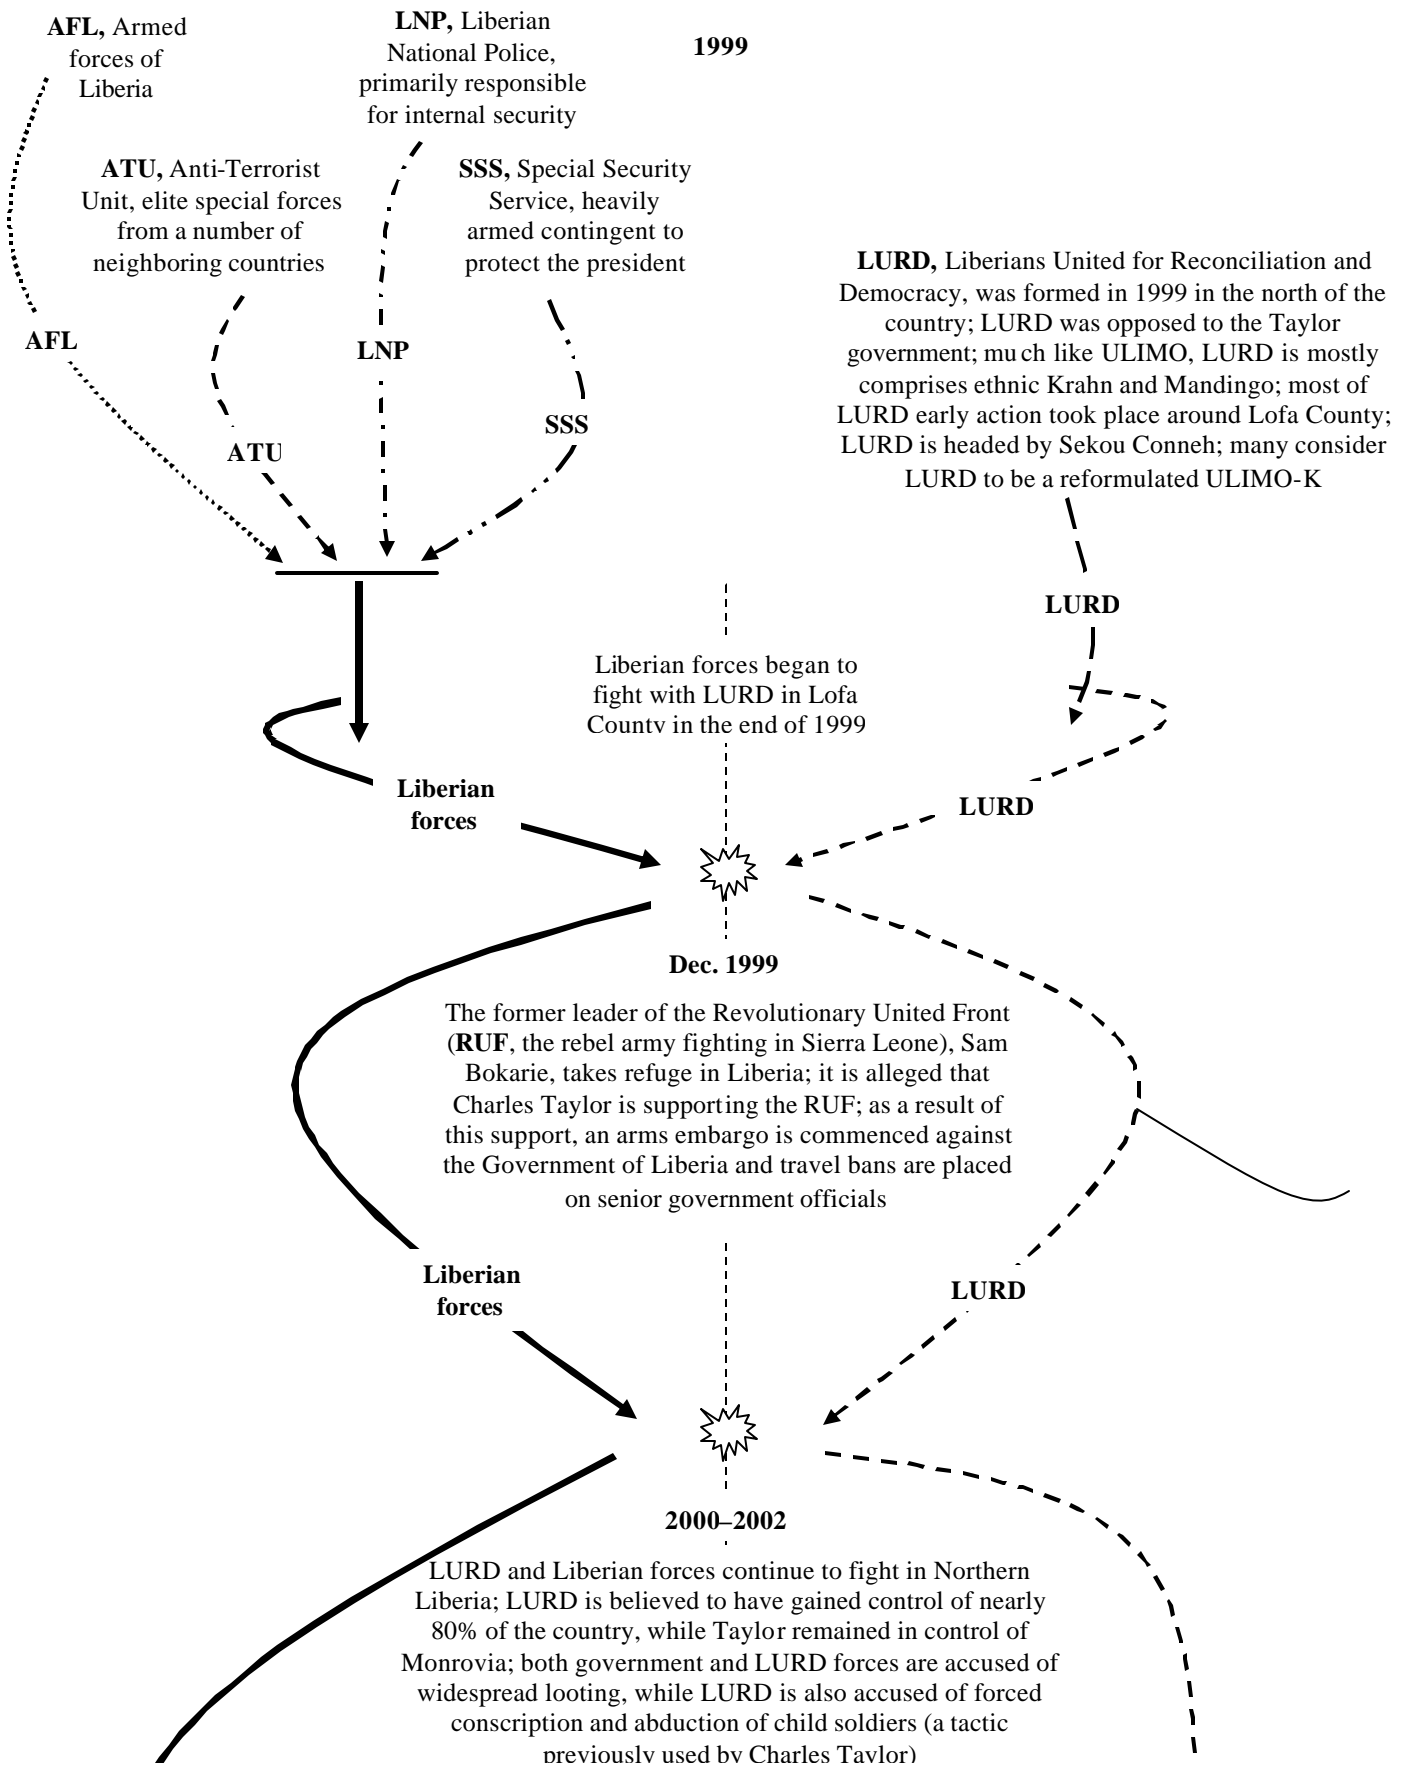 AFL, Armed
forces of
Liberia
LNP, Liberian
National Police,
primarily responsible
for internal security
1999
ATU, Anti-Terrorist
Unit, elite special forces
from a number of
neighboring countries
SSS, Special Security
Service, heavily
armed contingent to
protect the president
LURD, Liberians United for Reconciliation and
Democracy, was formed in 1999 in the north of the
country; LURD was opposed to the Taylor
government; much like ULIMO, LURD is mostly
comprises ethnic Krahn and Mandingo; most of
LURD early action took place around Lofa County;
LURD is headed by Sekou Conneh; many consider
LURD to be a reformulated ULIMO-K
AFL
LNP
SSS
ATU
LURD
Liberian forces began to
fight with LURD in Lofa
County in the end of 1999
Liberian
forces
LURD
Dec. 1999
The former leader of the Revolutionary United Front
(RUF, the rebel army fighting in Sierra Leone), Sam
Bokarie, takes refuge in Liberia; it is alleged that
Charles Taylor is supporting the RUF; as a result of
this support, an arms embargo is commenced against
the Government of Liberia and travel bans are placed
on senior government officials
Liberian
forces
LURD
2000–2002
LURD and Liberian forces continue to fight in Northern
Liberia; LURD is believed to have gained control of nearly
80% of the country, while Taylor remained in control of
Monrovia; both government and LURD forces are accused of
widespread looting, while LURD is also accused of forced
conscription and abduction of child soldiers (a tactic
previously used by Charles Taylor)